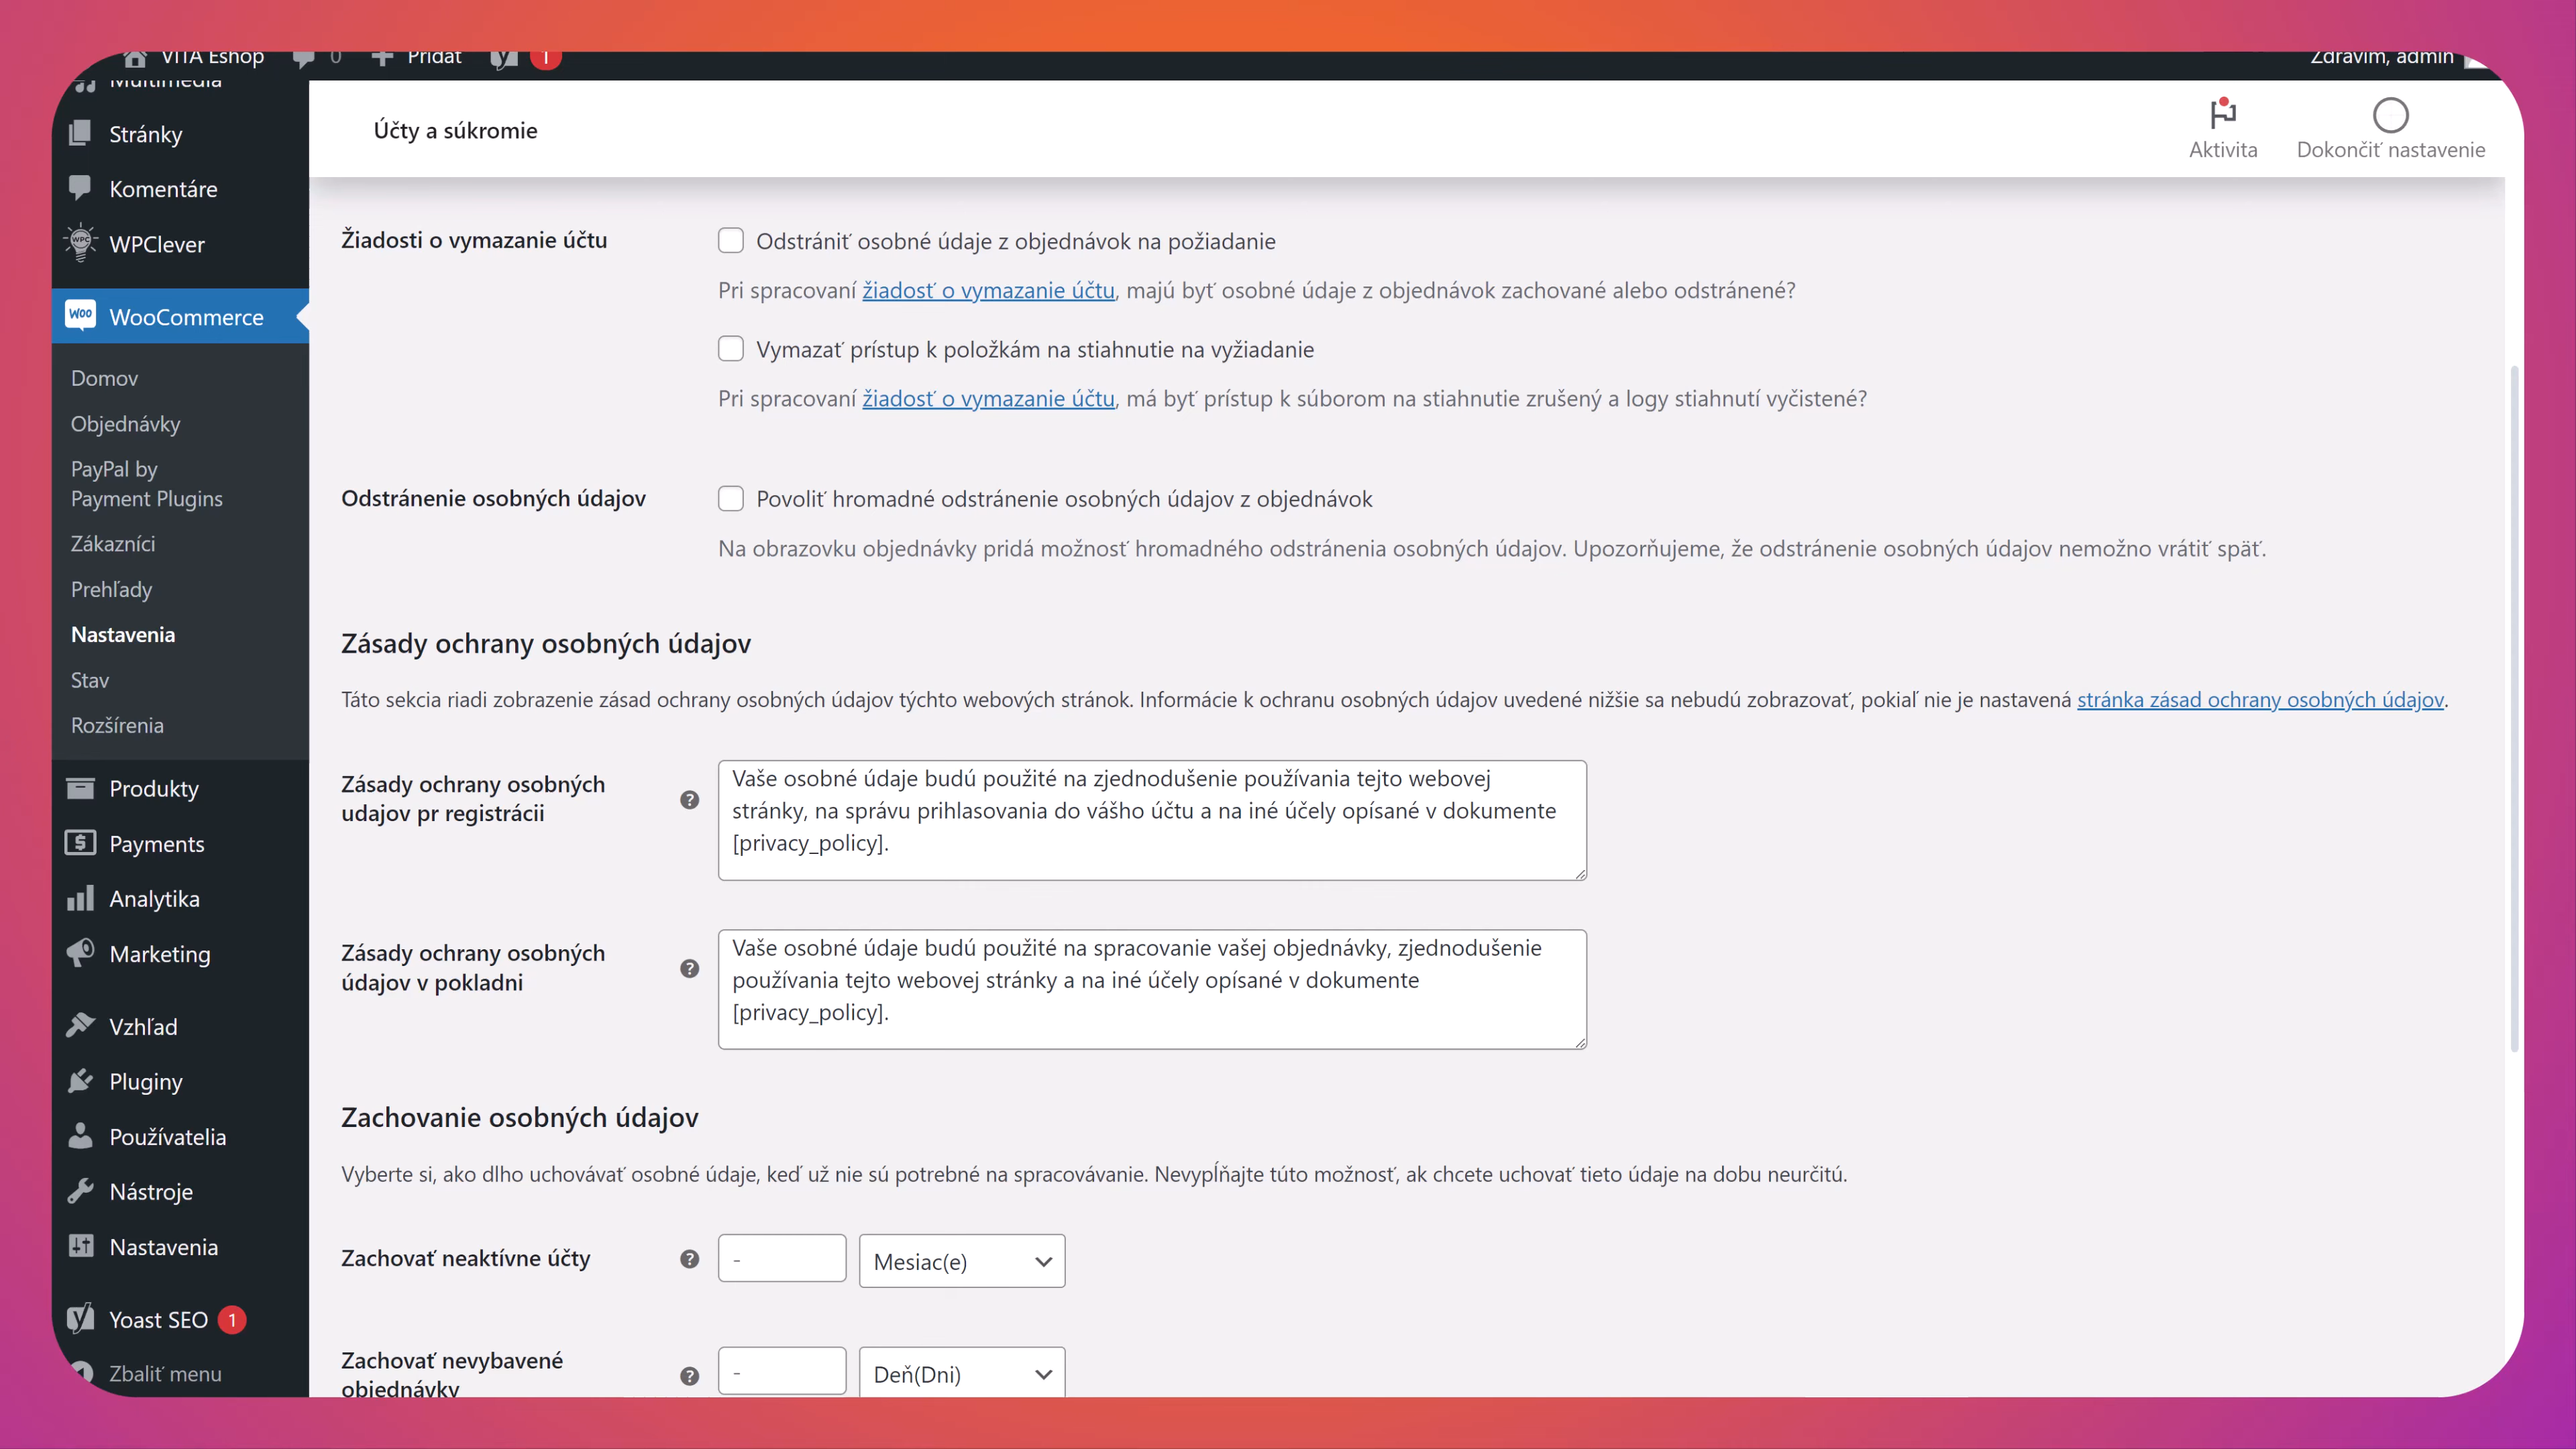 VITA Eshop 0 Pridať 1 Zdravím, admin
Multimédiá
Stránky
Komentáre
WPClever
WooCommerce
Domov
Objednávky
PayPal by
Payment Plugins
Zákazníci
Prehľady
Nastavenia
Stav
Rozšírenia
Produkty
Payments
Analytika
Marketing
Vzhľad
Pluginy
Používatelia
Nástroje
Nastavenia
Yoast SEO 1
Zbaliť menu
Účty a súkromie
Aktivita
Dokončiť nastavenie
Žiadosti o vymazanie účtu
Odstrániť osobné údaje z objednávok na požiadanie
Pri spracovaní žiadosť o vymazanie účtu, majú byť osobné údaje z objednávok zachované alebo odstránené?
Vymazať prístup k položkám na stiahnutie na vyžiadanie
Pri spracovaní žiadosť o vymazanie účtu, má byť prístup k súborom na stiahnutie zrušený a logy stiahnutí vyčistené?
Odstránenie osobných údajov
Povoliť hromadné odstránenie osobných údajov z objednávok
Na obrazovku objednávky pridá možnosť hromadného odstránenia osobných údajov. Upozorňujeme, že odstránenie osobných údajov nemožno vrátiť späť.
Zásady ochrany osobných údajov
Táto sekcia riadi zobrazenie zásad ochrany osobných údajov týchto webových stránok. Informácie k ochranu osobných údajov uvedené nižšie sa nebudú zobrazovať, pokiaľ nie je nastavená stránka zásad ochrany osobných údajov.
Zásady ochrany osobných
udajov pr registrácii
Vaše osobné údaje budú použité na zjednodušenie používania tejto webovej
stránky, na správu prihlasovania do vášho účtu a na iné účely opísané v dokumente
[privacy_policy].
Zásady ochrany osobných
údajov v pokladni
Vaše osobné údaje budú použité na spracovanie vašej objednávky, zjednodušenie
používania tejto webovej stránky a na iné účely opísané v dokumente
[privacy_policy].
Zachovanie osobných údajov
Vyberte si, ako dlho uchovávať osobné údaje, keď už nie sú potrebné na spracovávanie. Nevypĺňajte túto možnosť, ak chcete uchovať tieto údaje na dobu neurčitú.
Zachovať neaktívne účty
- Mesiac(e)
Zachovať nevybavené
objednávky
- Deň(Dni)